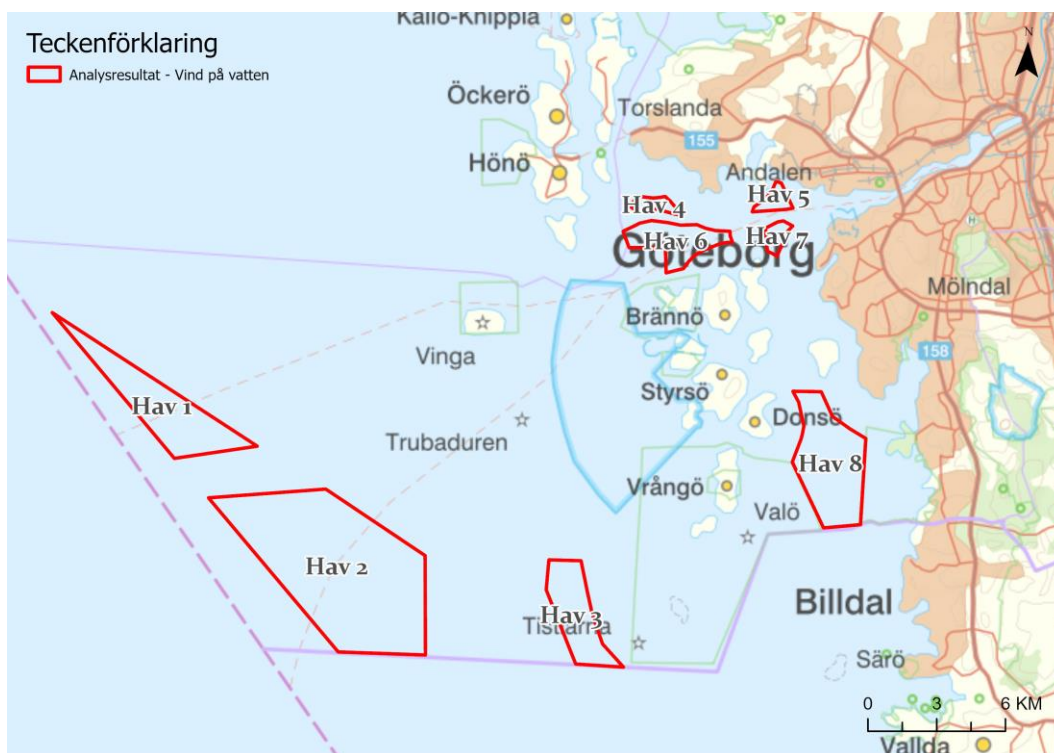 Teckenförklaring
Analysresultat - Vind på vatten
Kallö-Knippla
N
Öckerö
Torslanda
155
Hönö
Andalen
Hav 4
Hav 5
Hav 6
Hav 7
Göteborg
H
Mölndal
Brännö
Vinga
158
Styrsö
Hav 1
Donsö
Trubaduren
Hav 8
Vrångö
Valö
Hav 2
Billdal
Hav 3
Tistlarna
Särö
0 3 6 KM
Vallda